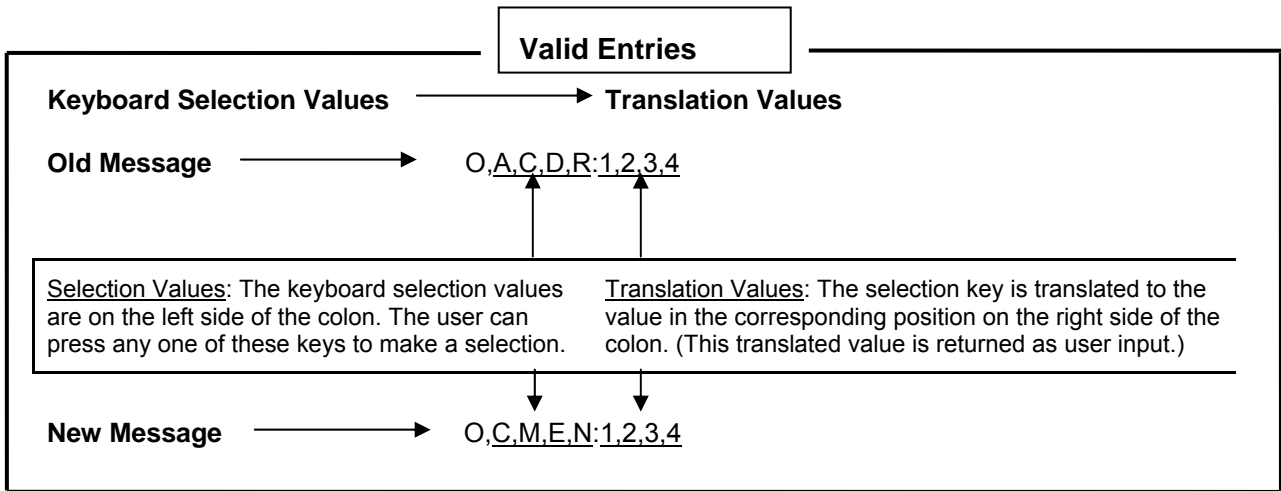 Valid Entries
Keyboard Selection Values Translation Values
Old Message O,A,C,D,R:1,2,3,4
Selection Values: The keyboard selection values
are on the left side of the colon. The user can
press any one of these keys to make a selection.
Translation Values: The selection key is translated to the
value in the corresponding position on the right side of the
colon. (This translated value is returned as user input.)
New Message O,C,M,E,N:1,2,3,4